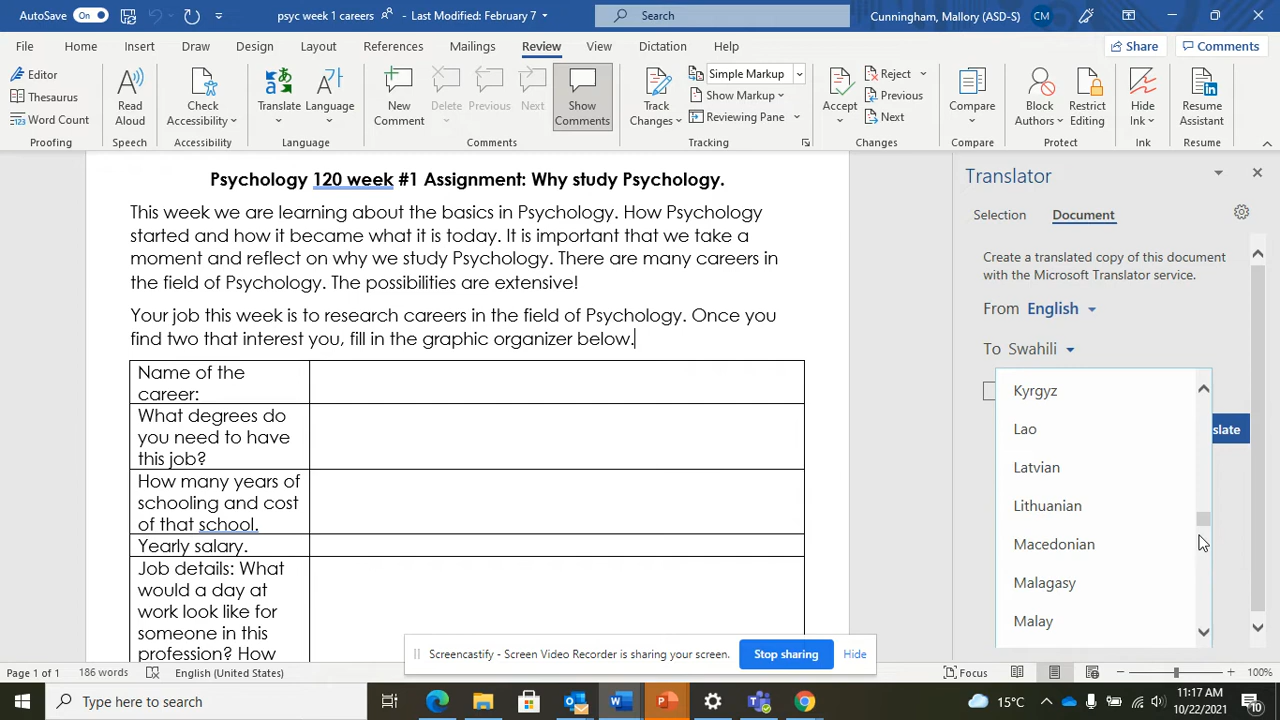 AutoSave On psyc week 1 careers - Last Modified: February 7 Search Cunningham, Mallory (ASD-S) CM
File Home Insert Draw Design Layout References Mailings Review View Dictation Help Share Comments
Editor
Thesaurus
Word Count
Proofing
Read Aloud
Speech
Check Accessibility
Accessibility
Translate
Language
Language
New Comment
Delete
Previous
Next
Show Comments
Comments
Track Changes
Simple Markup
Show Markup
Reviewing Pane
Tracking
Accept
Reject
Previous
Next
Changes
Compare
Compare
Block Authors
Restrict Editing
Protect
Hide Ink
Ink
Resume Assistant
Resume
Psychology 120 week #1 Assignment: Why study Psychology.
This week we are learning about the basics in Psychology. How Psychology
started and how it became what it is today. It is important that we take a
moment and reflect on why we study Psychology. There are many careers in
the field of Psychology. The possibilities are extensive!
Your job this week is to research careers in the field of Psychology. Once you
find two that interest you, fill in the graphic organizer below.
Name of the
career:
What degrees do
you need to have
this job?
How many years of
schooling and cost
of that school.
Yearly salary.
Job details: What
would a day at
work look like for
someone in this
profession? How
Translator
Selection Document
Create a translated copy of this document
with the Microsoft Translator service.
From English
To Swahili
Kyrgyz
Lao
slate
Latvian
Lithuanian
Macedonian
Malagasy
Malay
Screencastify - Screen Video Recorder is sharing your screen. Stop sharing Hide
Page 1 of 1 186 words English (United States) Focus 100%
Type here to search 15°C 11:17 AM
10/22/2021 10